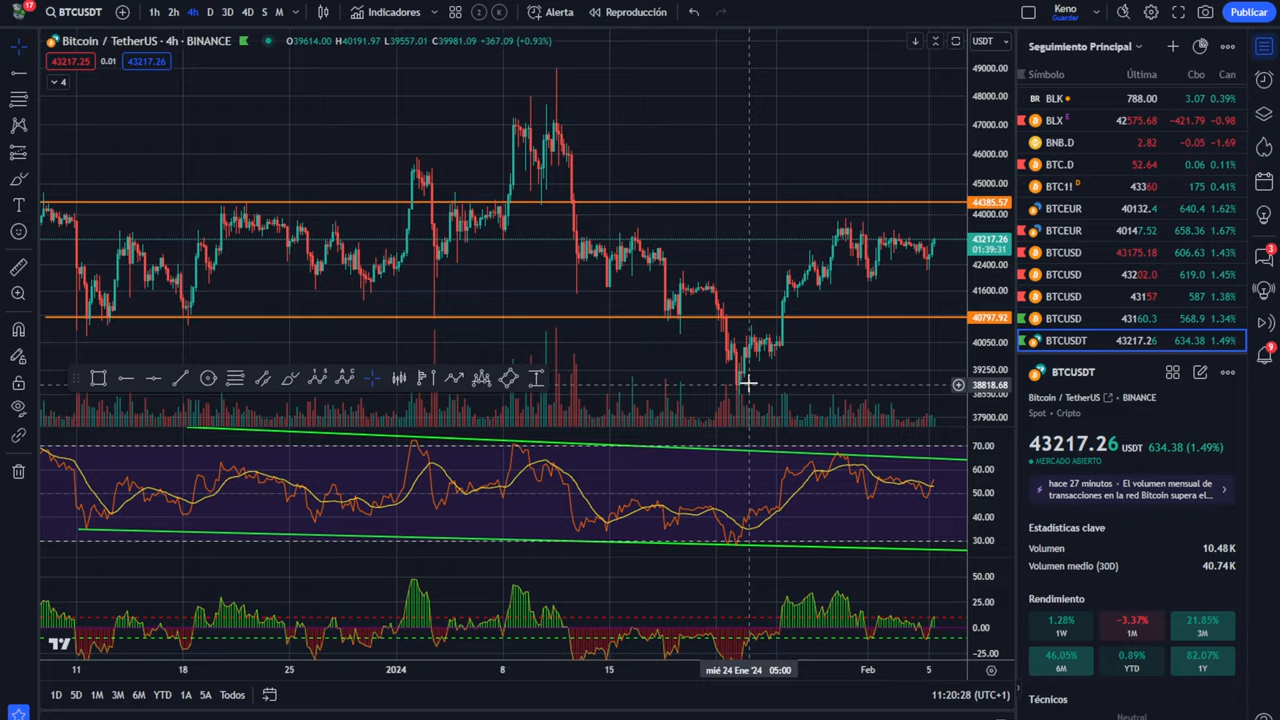 17
BTCUSDT
1h 2h 4h D 3D 4D S M
Indicadores
2
K
Alerta
Reproducción
Keno
Guardar
Publicar
Bitcoin / TetherUS · 4h · BINANCE
O39614.00 H40191.97 L39557.01 C39981.09 +367.09 (+0.93%)
USDT
43217.25 0.01 43217.26
4
49000.00
48000.00
47000.00
46000.00
45000.00
44385.57
44000.00
43217.26
01:39:31
42400.00
41600.00
40797.92
40050.00
39250.00
38818.68
37900.00
70.00
60.00
50.00
40.00
30.00
50.00
25.00
0.00
−25.00
11 18 25 2024 8 15 mié 24 Ene '24 05:00 Feb 5
1D 5D 1M 3M 6M YTD 1A 5A Todos
11:20:28 (UTC+1)
Seguimiento Principal
Símbolo Última Cbo Can
BLK 788.00 3.07 0.39%
BLX E 42575.68 −421.79 −0.98
BNB.D 2.82 −0.05 −1.69
BTC.D 52.64 0.06 0.11%
BTC1! D 43360 175 0.41%
BTCEUR 40132.4 640.4 1.62%
BTCEUR 40147.52 658.36 1.67%
BTCUSD 43175.18 606.63 1.43%
BTCUSD 43202.0 619.0 1.45%
BTCUSD 43157 587 1.38%
BTCUSD 43160.3 568.9 1.34%
BTCUSDT 43217.26 634.38 1.49%
BTCUSDT
Bitcoin / TetherUS · BINANCE
Spot · Cripto
43217.26 USDT 634.38 (1.49%)
MERCADO ABIERTO
hace 27 minutos · El volumen mensual de
transacciones en la red Bitcoin supera el...
Estadísticas clave
Volumen 10.48K
Volumen medio (30D) 40.74K
Rendimiento
1.28% −3.37% 21.85%
1W 1M 3M
46.05% 0.89% 82.07%
6M YTD 1Y
Técnicos
Neutral
3
9